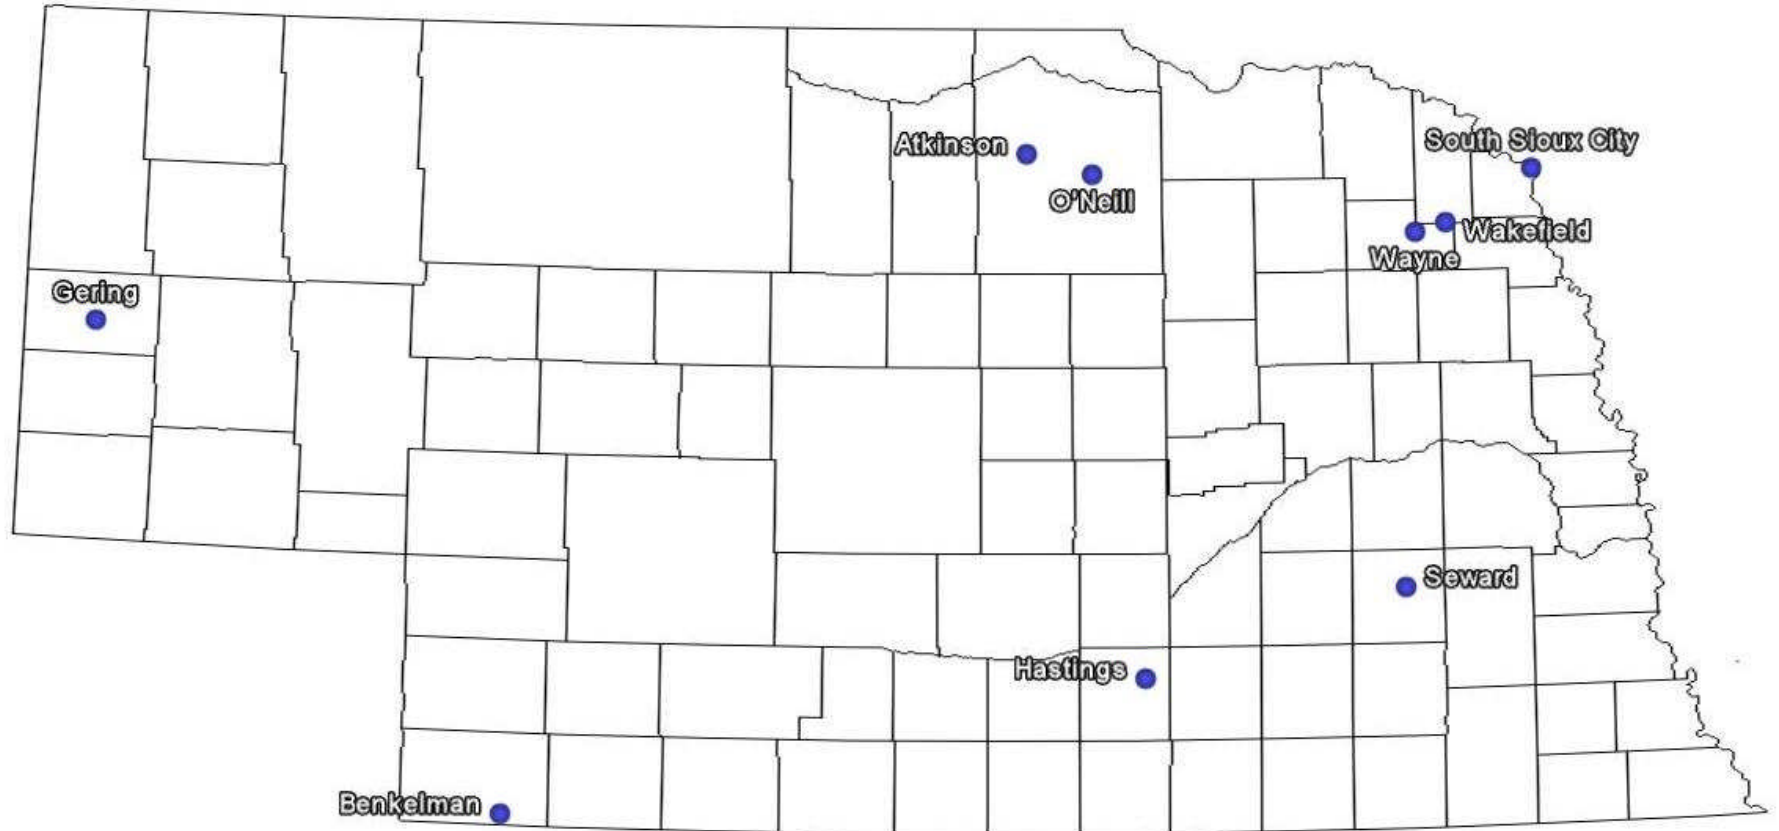 South Sioux City
Atkinson
O'Neill
Wakefield
Wayne
Gering
Seward
Hastings
Benkelman